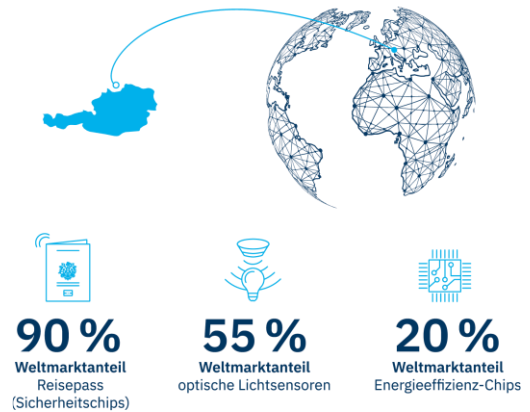 90 %
Weltmarktanteil
Reisepass
(Sicherheitschips)
55 %
Weltmarktanteil
optische Lichtsensoren
20 %
Weltmarktanteil
Energieeffizienz-Chips